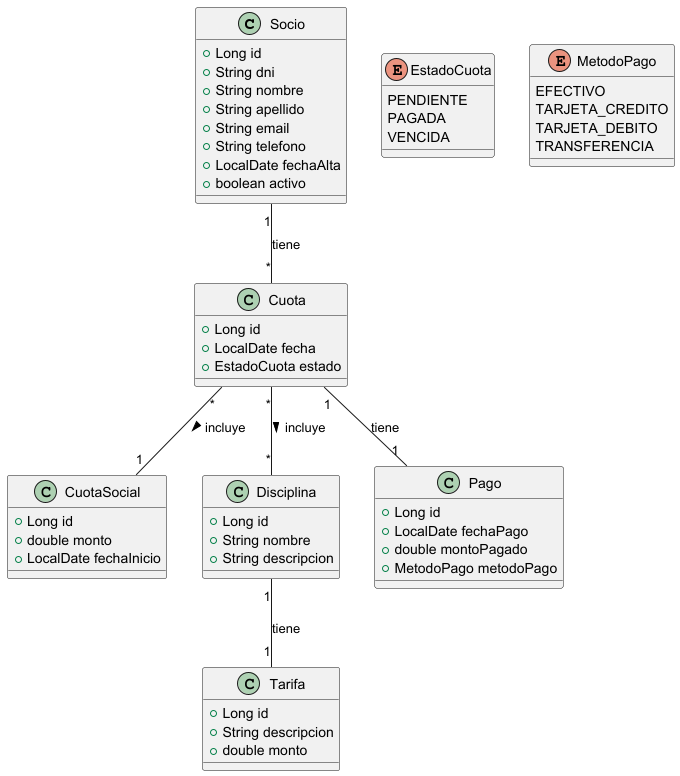 C Socio
Long id
String dni
String nombre
String apellido
String email
String telefono
LocalDate fechaAlta
boolean activo
E EstadoCuota
PENDIENTE
PAGADA
VENCIDA
E MetodoPago
EFECTIVO
TARJETA_CREDITO
TARJETA_DEBITO
TRANSFERENCIA
1
tiene
*
C Cuota
Long id
LocalDate fecha
EstadoCuota estado
*
incluye
1
*
incluye
*
1
tiene
1
C CuotaSocial
Long id
double monto
LocalDate fechaInicio
C Disciplina
Long id
String nombre
String descripcion
C Pago
Long id
LocalDate fechaPago
double montoPagado
MetodoPago metodoPago
1
tiene
1
C Tarifa
Long id
String descripcion
double monto